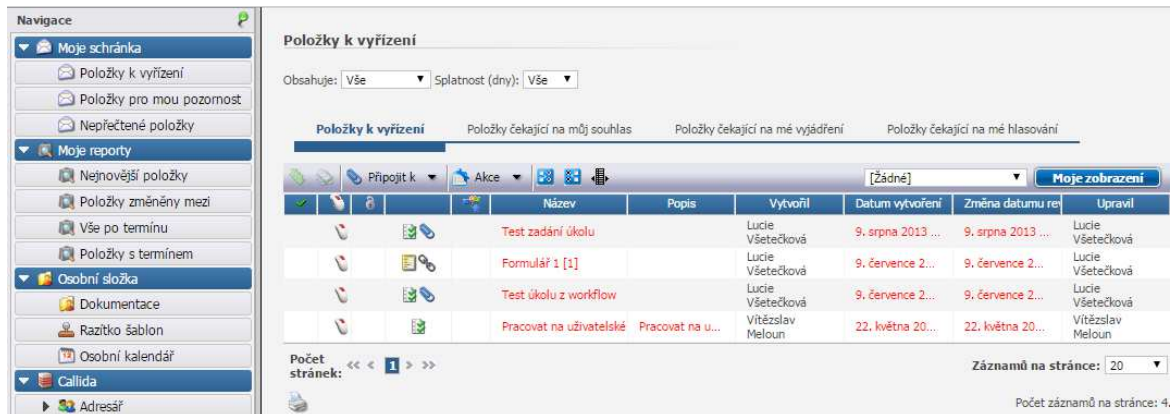 Navigace
Moje schránka
Položky k vyřízení
Položky pro mou pozornost
Nepřečtené položky
Moje reporty
Nejnovější položky
Položky změněny mezi
Vše po termínu
Položky s termínem
Osobní složka
Dokumentace
Razítko šablon
Osobní kalendář
Callida
Adresář
Položky k vyřízení
Obsahuje: Vše Splatnost (dny): Vše
Položky k vyřízení Položky čekající na můj souhlas Položky čekající na mé vyjádření Položky čekající na mé hlasování
Připojit k Akce [Žádné] Moje zobrazení
Název Popis Vytvořil Datum vytvoření Změna datumu rev Upravil
Test zadání úkolu Lucie Všetečková 9. srpna 2013 ... 9. srpna 2013 ... Lucie Všetečková
Formulář 1 [1] Lucie Všetečková 9. července 2... 9. července 2... Lucie Všetečková
Test úkolu z workflow Lucie Všetečková 9. července 2... 9. července 2... Lucie Všetečková
Pracovat na uživatelské Pracovat na u... Vítězslav Meloun 22. května 20... 22. května 20... Vítězslav Meloun
Počet stránek: << < 1 > >> Záznamů na stránce: 20
Počet záznamů na stránce: 4.